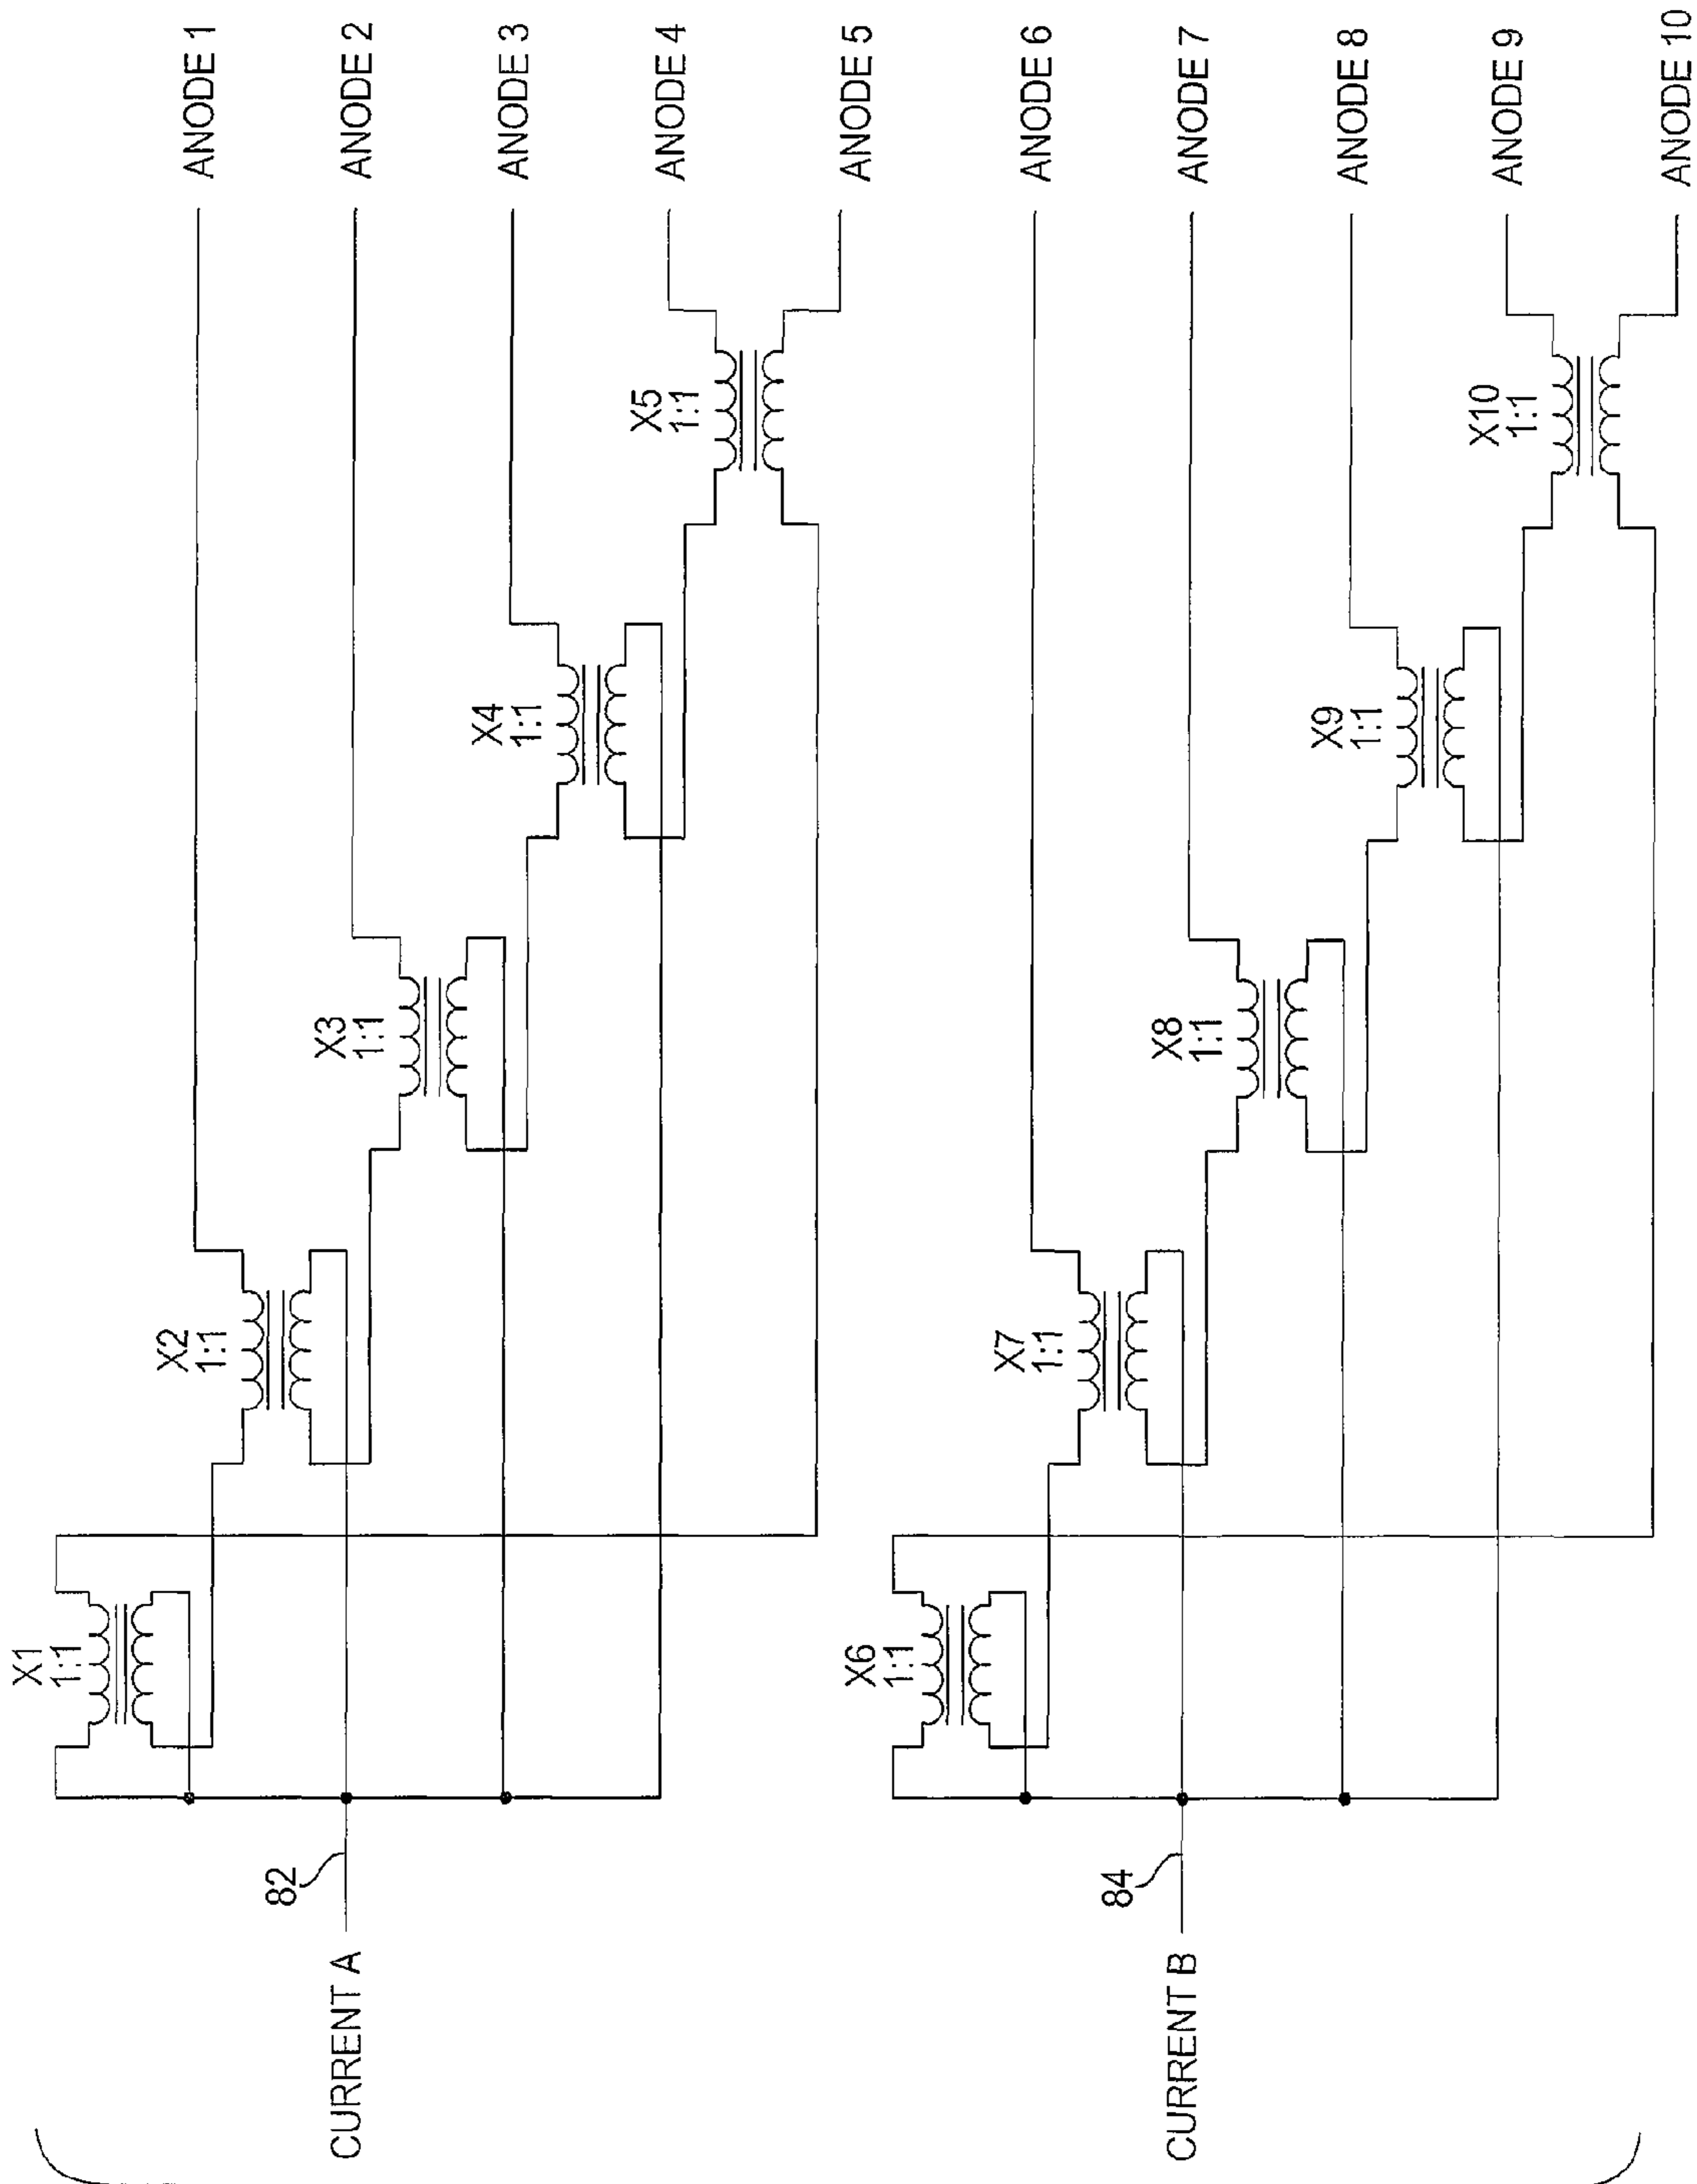 ANODE 1
ANODE 2
ANODE 3
ANODE 4
ANODE 5
ANODE 6
ANODE 7
ANODE 8
ANODE 9
ANODE 10
X5
1:1
X10
1:1
X4
1:1
X9
1:1
X3
1:1
X8
1:1
X2
1:1
X7
1:1
X1
1:1
X6
1:1
82
84
CURRENT A
CURRENT B